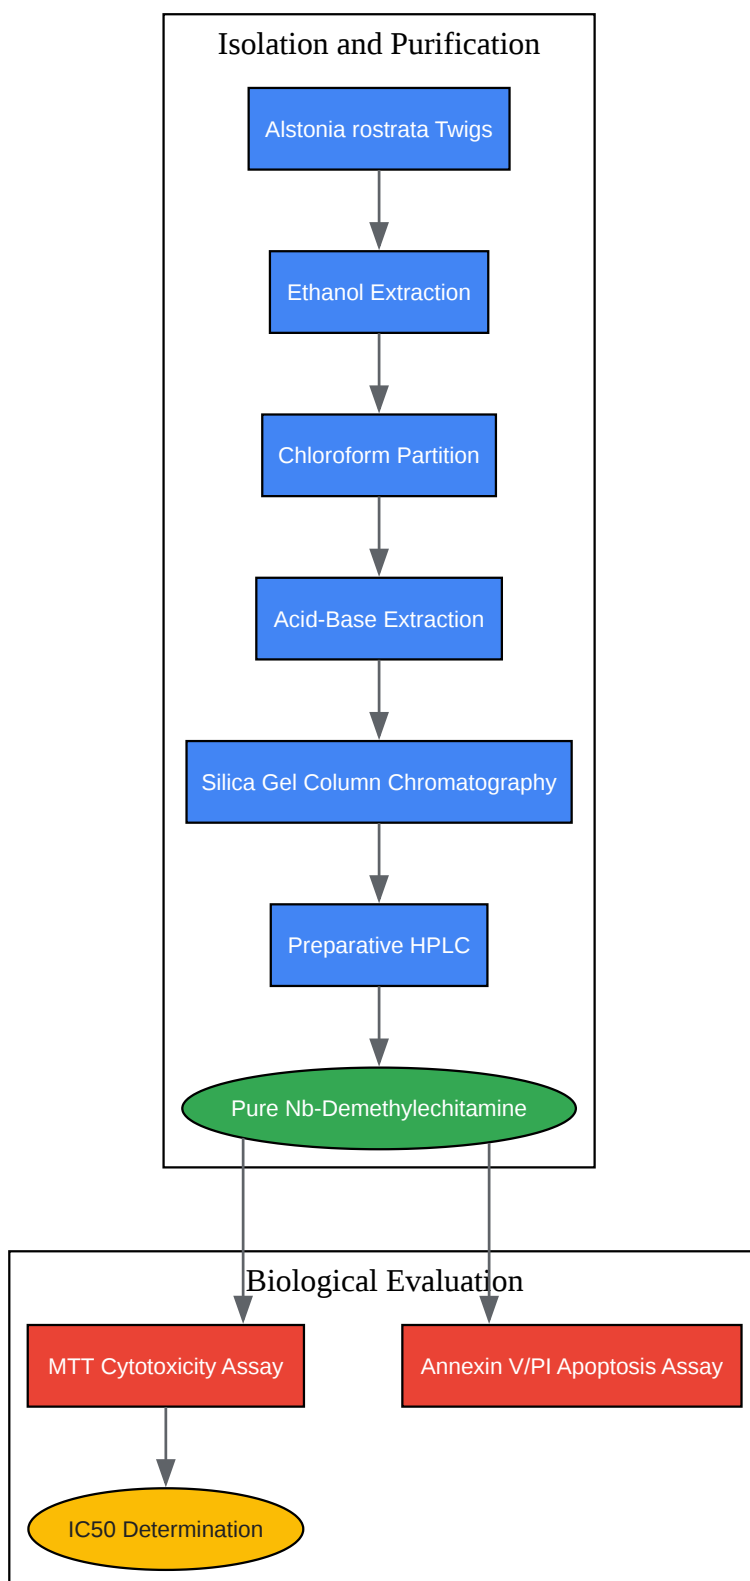 Isolation and Purification
Alstonia rostrata Twigs
Ethanol Extraction
Chloroform Partition
Acid-Base Extraction
Silica Gel Column Chromatography
Preparative HPLC
Pure Nb-Demethylechitamine
Biological Evaluation
MTT Cytotoxicity Assay
Annexin V/PI Apoptosis Assay
IC50 Determination